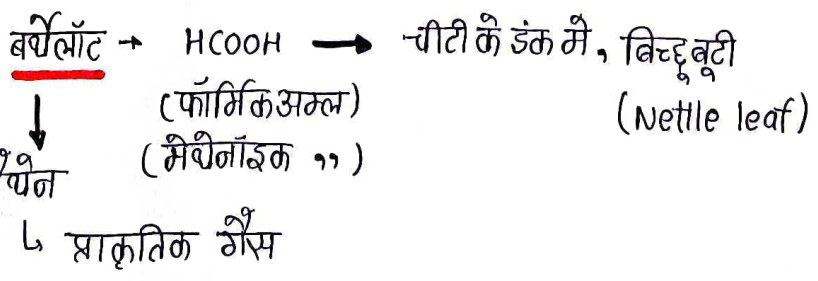 बर्थेलॉट → HCOOH → चीटी के डंक मे, बिच्छू बूटी
(फॉर्मिक अम्ल) (Nettle leaf)
(मेथेनॉइक ,,)
थेन
↳ प्राकृतिक गैस